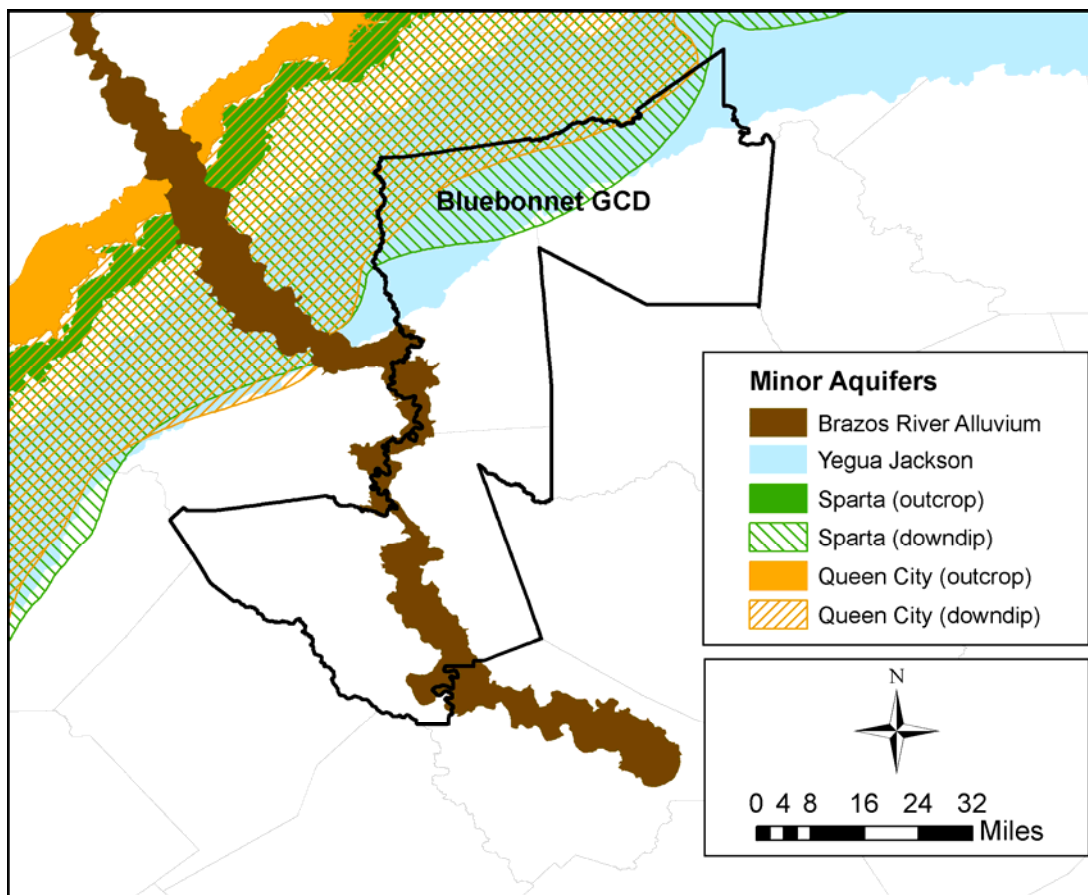 Bluebonnet GCD
Minor Aquifers
Brazos River Alluvium
Yegua Jackson
Sparta (outcrop)
Sparta (downdip)
Queen City (outcrop)
Queen City (downdip)
N
0 4 8 16 24 32
Miles